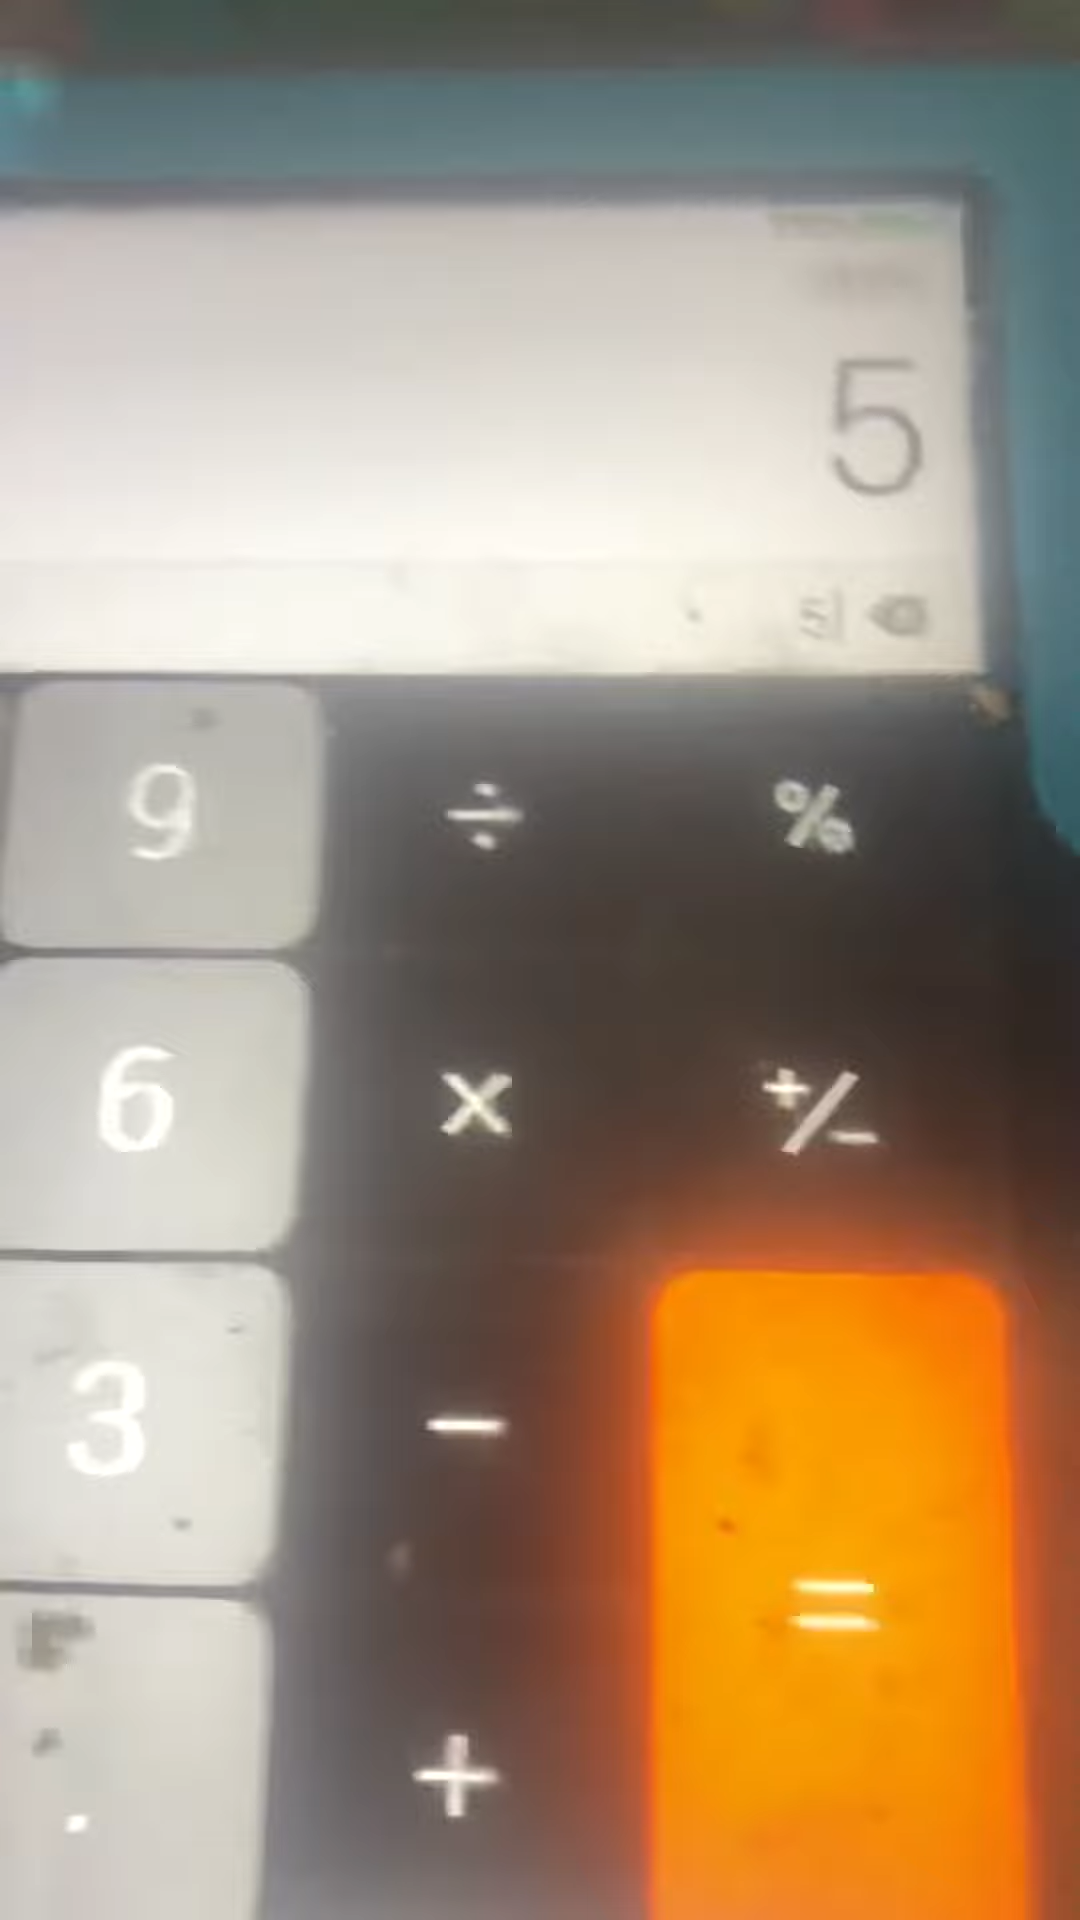 5
9 ÷ %
6 × +/−
3 −
=
. +